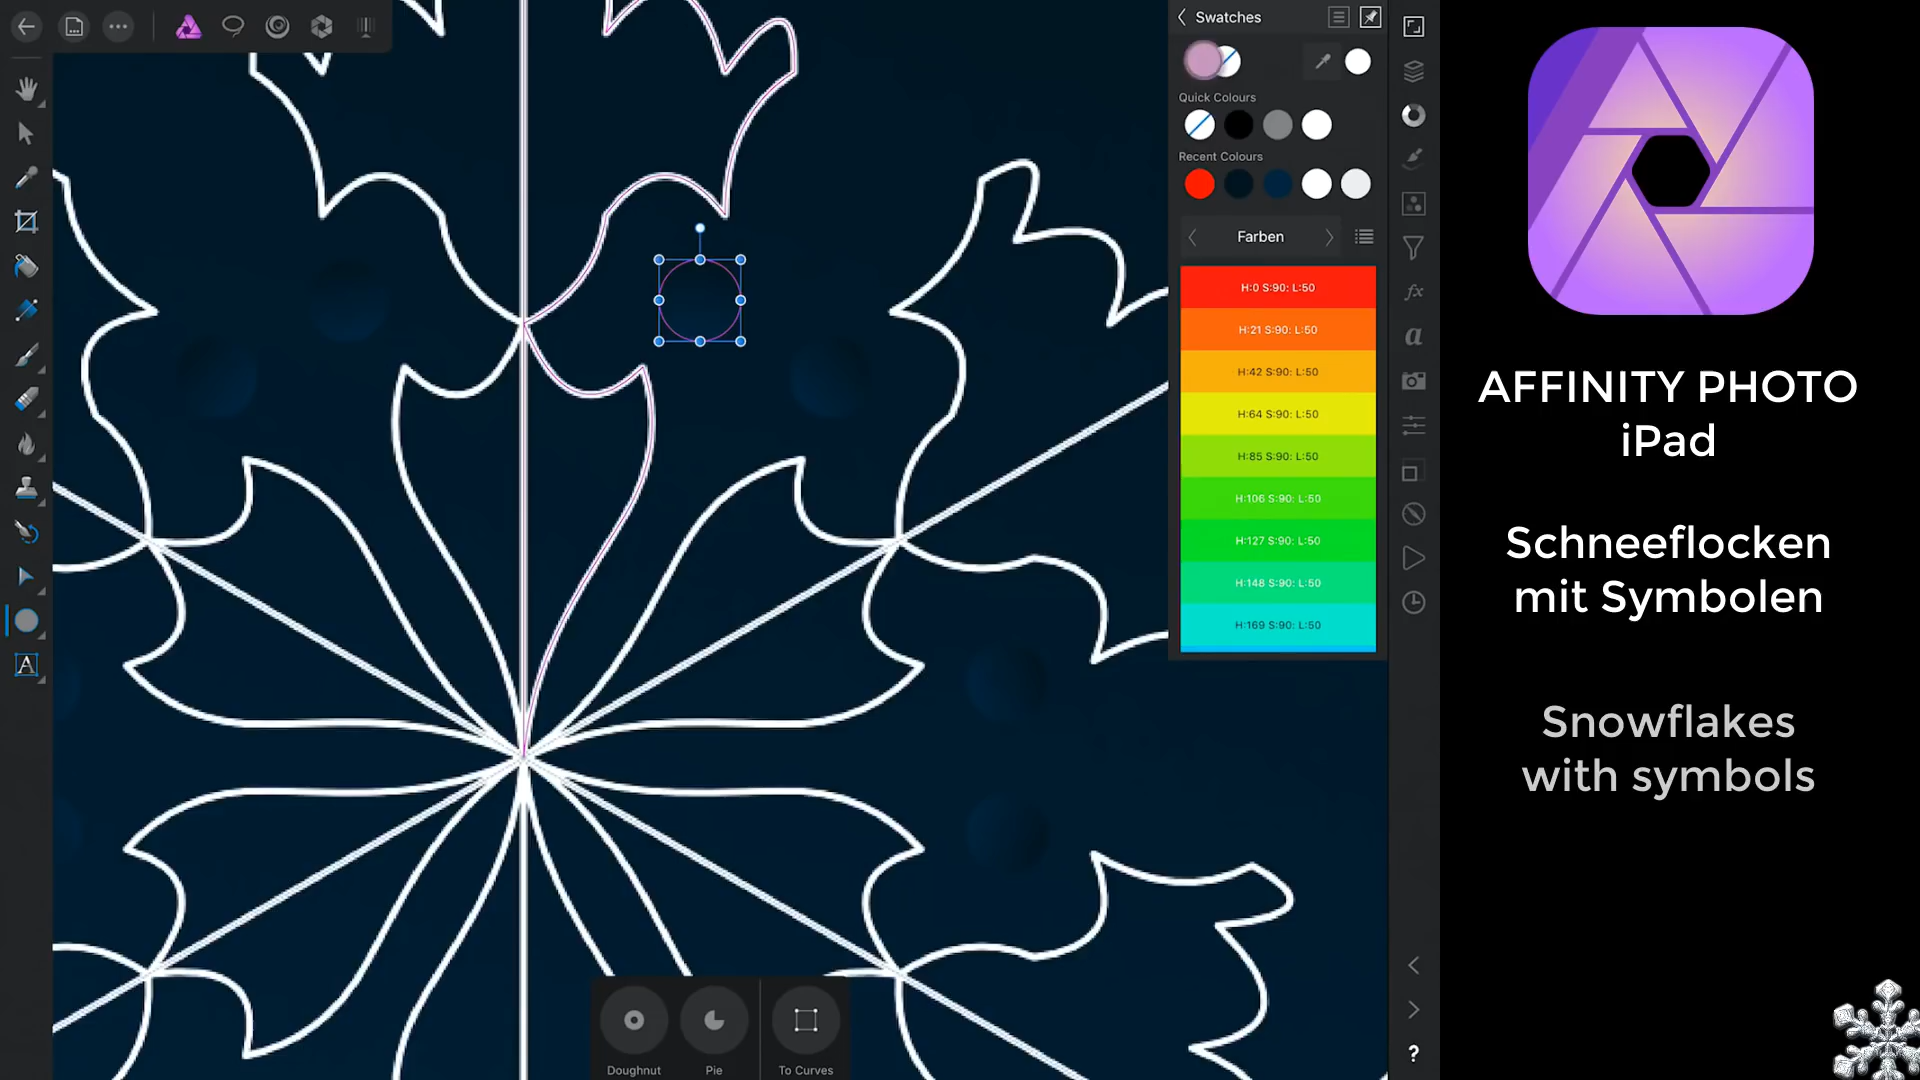 Swatches
Quick Colours
Recent Colours
Farben
H:0 S:90: L:50
H:21 S:90: L:50
H:42 S:90: L:50
H:64 S:90: L:50
H:85 S:90: L:50
H:106 S:90: L:50
H:127 S:90: L:50
H:148 S:90: L:50
H:169 S:90: L:50
fx
a
A
?
Doughnut
Pie
To Curves
AFFINITY PHOTO
iPad
Schneeflocken
mit Symbolen
Snowflakes
with symbols